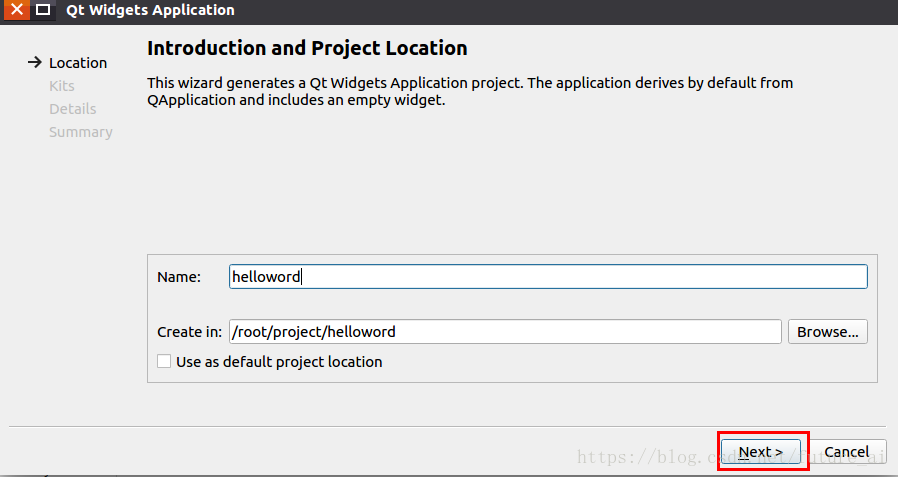 Qt Widgets Application
Location
Kits
Details
Summary
Introduction and Project Location
This wizard generates a Qt Widgets Application project. The application derives by default from
QApplication and includes an empty widget.
Name:
helloword
Create in:
/root/project/helloword
Browse...
Use as default project location
Next >
Cancel
https://blog.csdn.net/future_ai